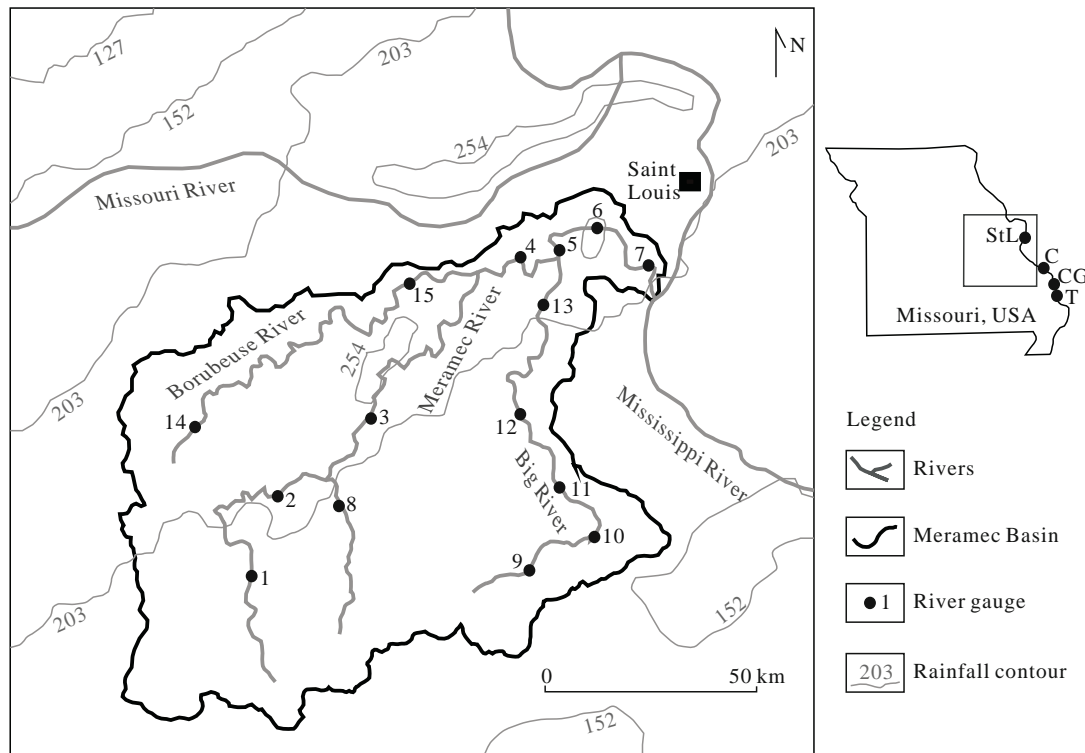 127
203
N
152
254
203
Saint
Louis
Missouri River
6
5
4
7
15
13
StL
C
CG
T
Missouri, USA
Borubeuse River
254
Meramec River
203
14
3
12
Mississippi River
Legend
Rivers
2
8
11
Big River
10
Meramec Basin
9
1
1
River gauge
203
152
0
50 km
203
Rainfall contour
152